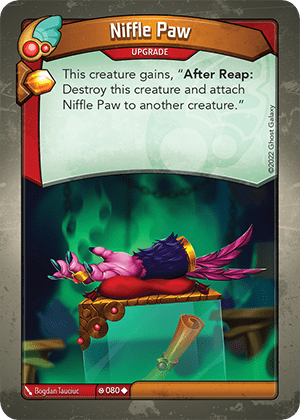 Niffle Paw
UPGRADE
This creature gains, “After Reap:
Destroy this creature and attach
Niffle Paw to another creature.”
©2022 Ghost Galaxy
Bogdan Tauciuc
080